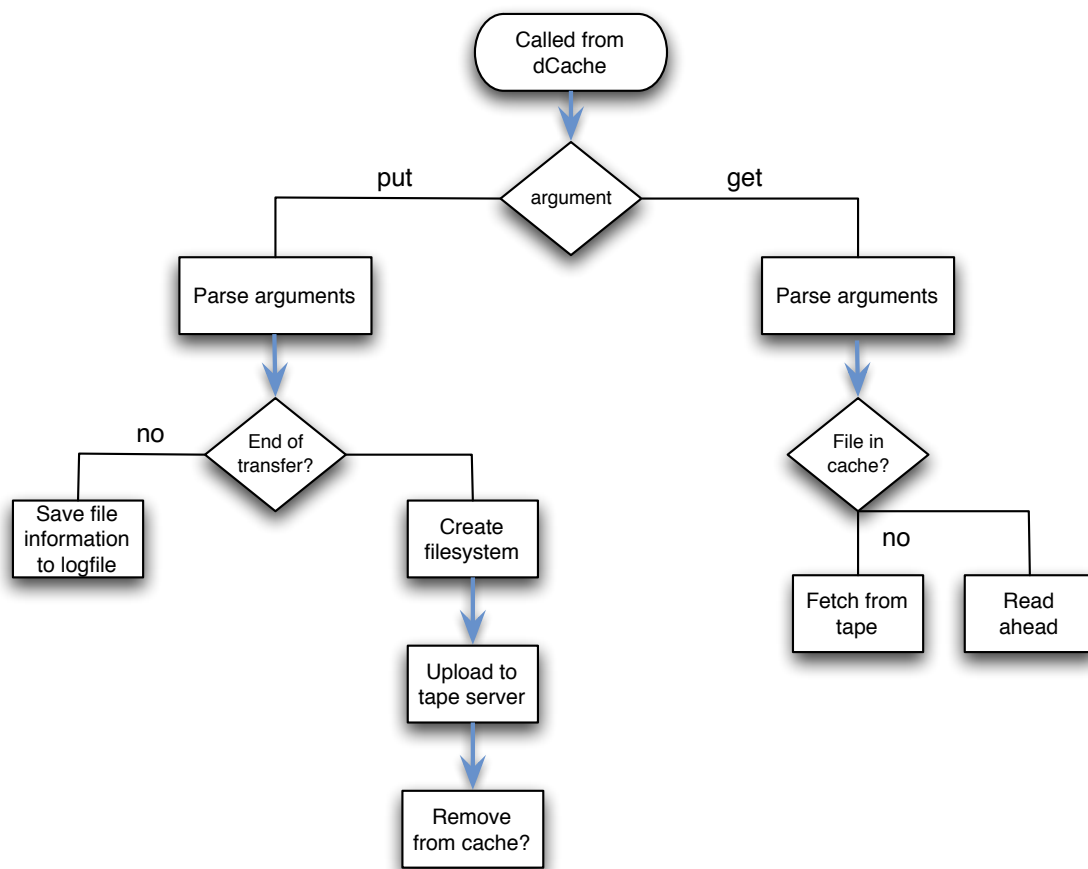 Called from
dCache
argument
put
get
Parse arguments
Parse arguments
End of
transfer?
no
File in
cache?
no
Save file
information
to logfile
Create
filesystem
Fetch from
tape
Read
ahead
Upload to
tape server
Remove
from cache?